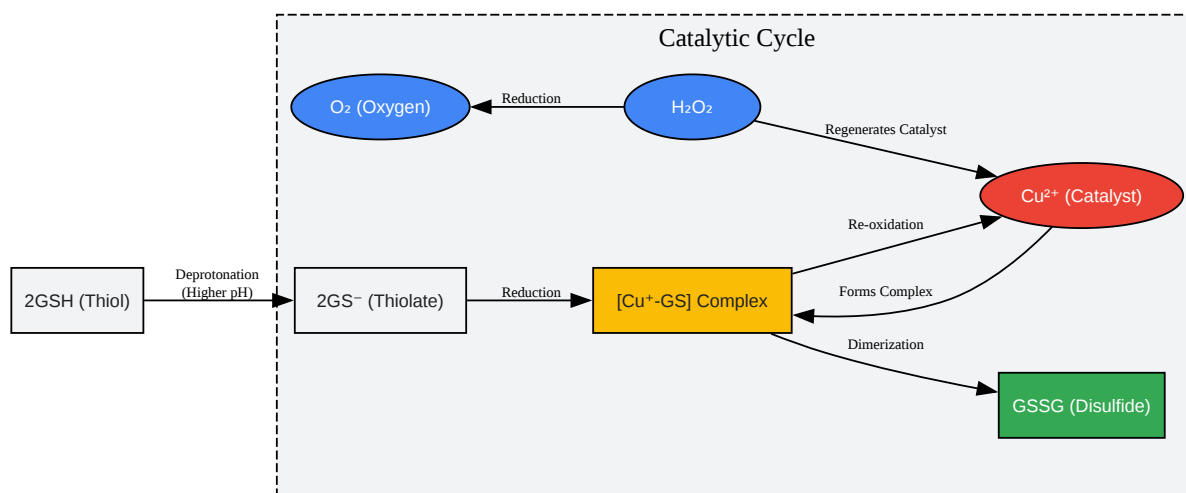 Catalytic Cycle
O₂ (Oxygen)
Reduction
H₂O₂
Regenerates Catalyst
Cu²⁺ (Catalyst)
Re-oxidation
Deprotonation
(Higher pH)
2GSH (Thiol)
2GS⁻ (Thiolate)
Reduction
[Cu⁺-GS] Complex
Forms Complex
Dimerization
GSSG (Disulfide)